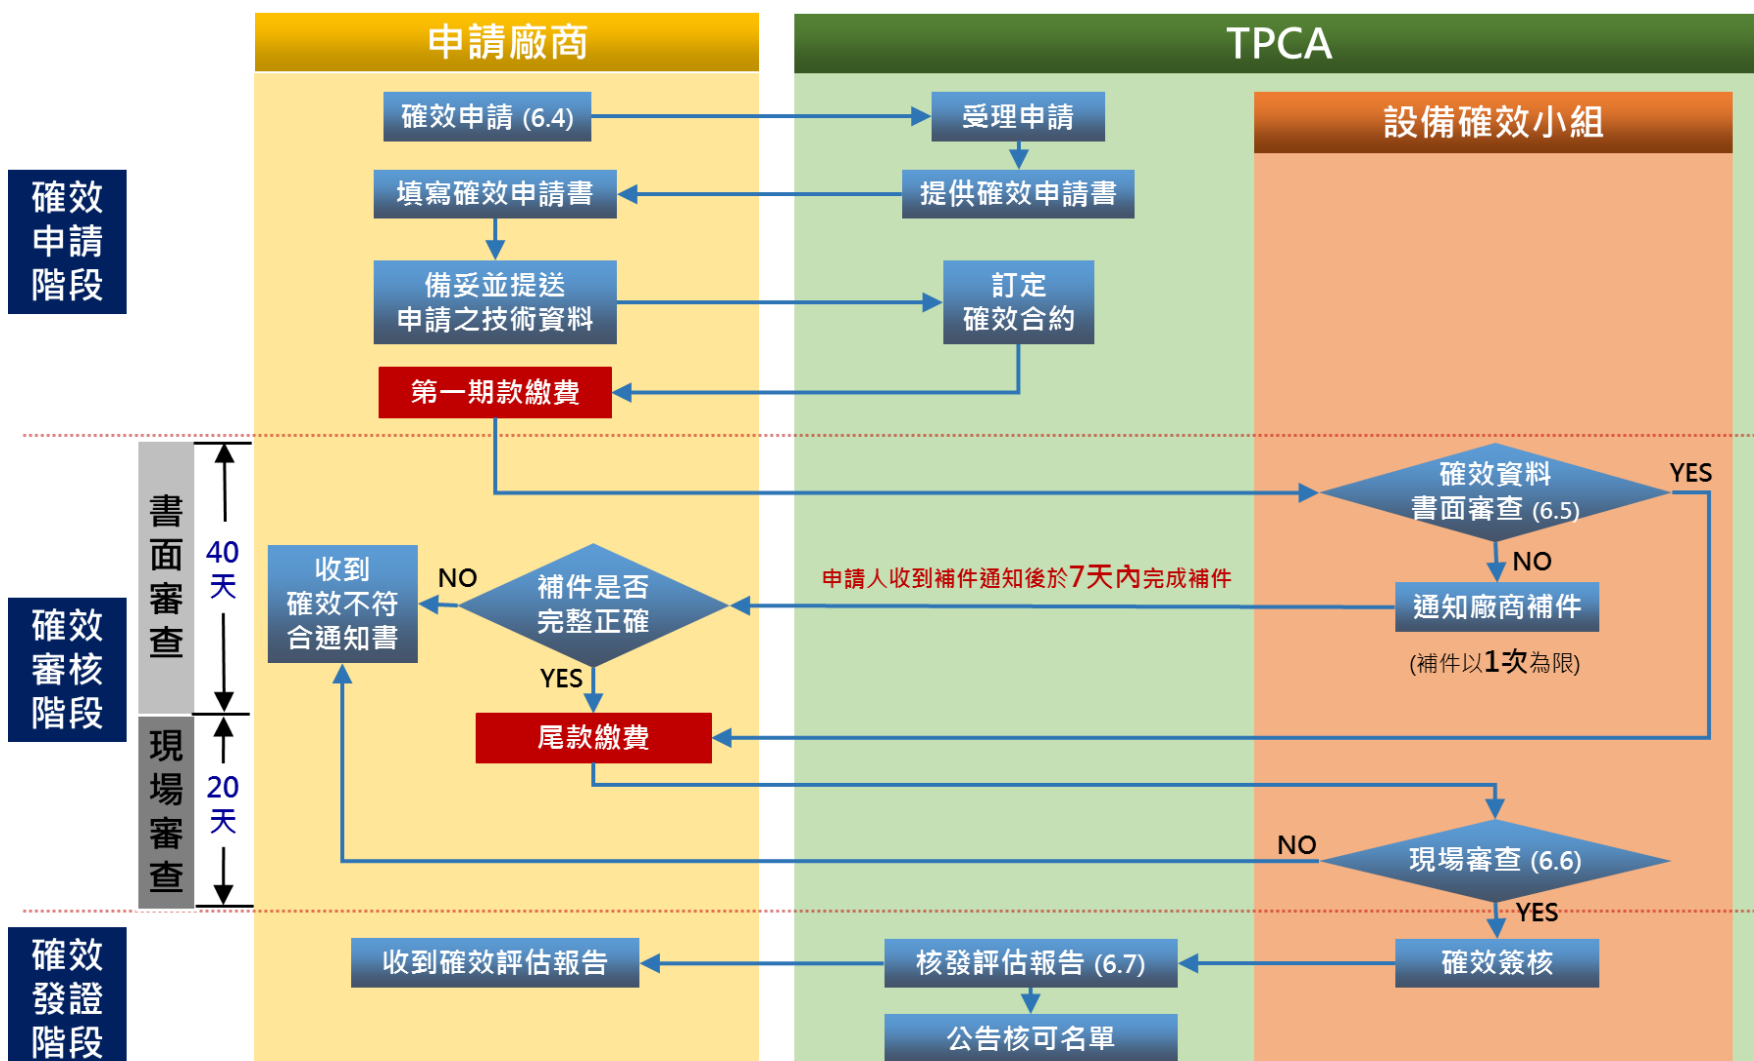 申請廠商
TPCA
設備確效小組
確效
申請
階段
確效申請 (6.4)
受理申請
填寫確效申請書
提供確效申請書
備妥並提送
申請之技術資料
訂定
確效合約
第一期款繳費
確效
審核
階段
書
面
審
查
40
天
確效資料
書面審查 (6.5)
YES
NO
通知廠商補件
(補件以1次為限)
申請人收到補件通知後於7天內完成補件
補件是否
完整正確
NO
收到
確效不符
合通知書
YES
尾款繳費
現
場
審
查
20
天
現場審查 (6.6)
NO
YES
確效
發證
階段
收到確效評估報告
核發評估報告 (6.7)
確效簽核
公告核可名單